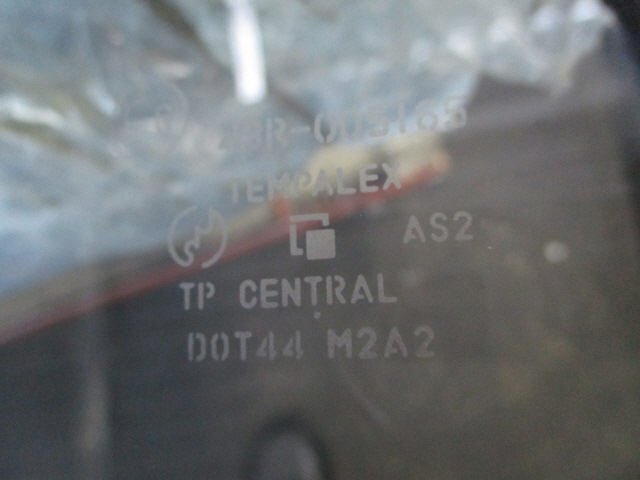 TEMPALEX
AS2
TP CENTRAL
DOT44 M2A2